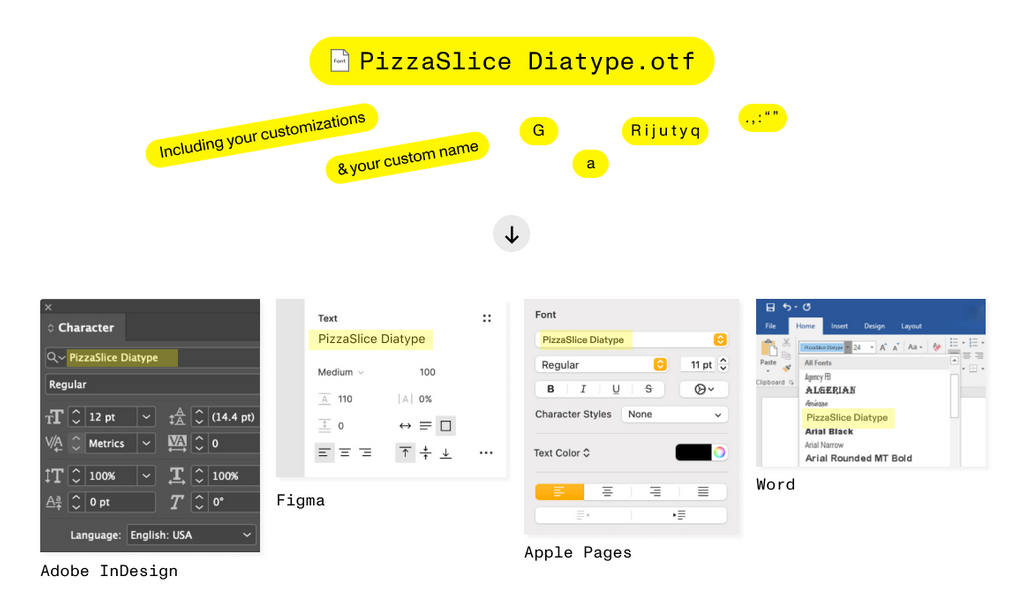 Font
PizzaSlice Diatype.otf
Including your customizations
& your custom name
G
a
Rijutyq
.,:“”
Character
PizzaSlice Diatype
Regular
12 pt
(14.4 pt)
Metrics
0
100%
100%
0 pt
0°
Language: English: USA
Adobe InDesign
Text
PizzaSlice Diatype
Medium
100
A 110
|A| 0%
0
Figma
Font
PizzaSlice Diatype
Regular
11 pt
B I U S
Character Styles
None
Text Color
Apple Pages
File Home Insert Design Layout
Paste
Clipboard
PizzaSlice Diatype
24
Aa
All Fonts
Agency FB
ALGERIAN
PizzaSlice Diatype
Arial Black
Arial Narrow
Arial Rounded MT Bold
Word